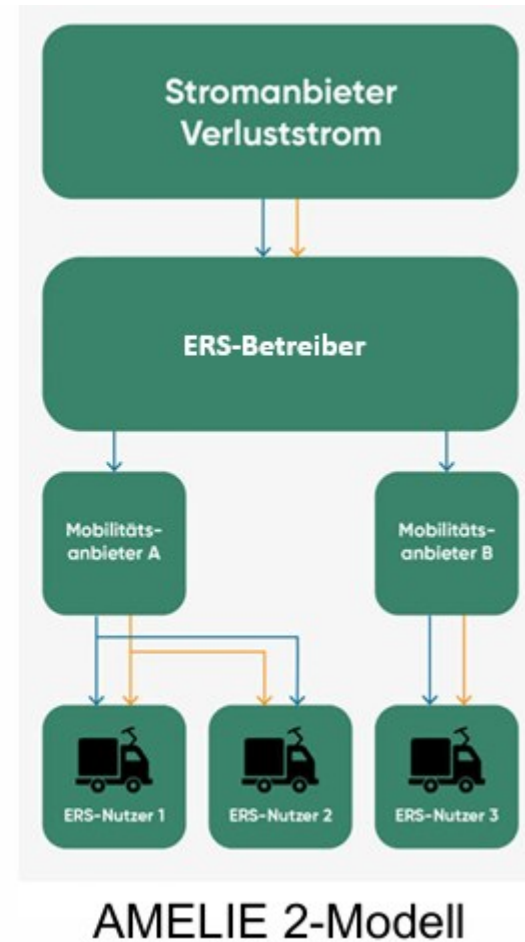 Stromanbieter
Verluststrom
ERS-Betreiber
Mobilitäts-
anbieter A
Mobilitäts-
anbieter B
ERS-Nutzer 1
ERS-Nutzer 2
ERS-Nutzer 3
AMELIE 2-Modell